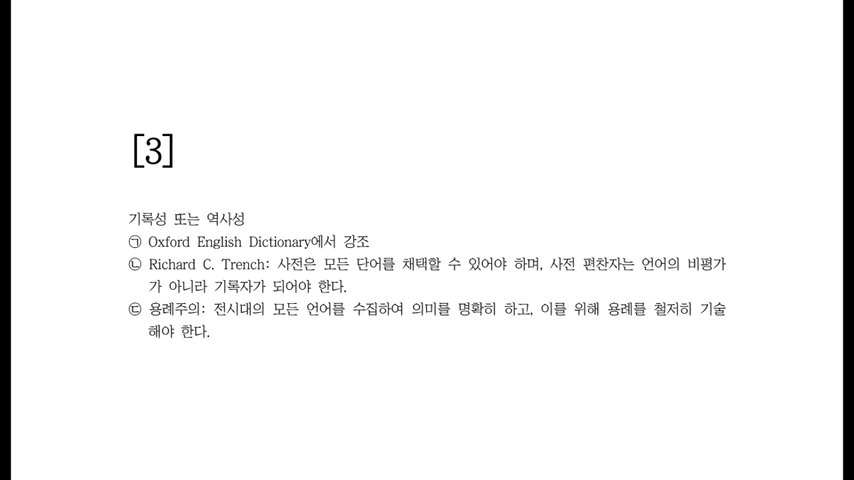 [3]
기록성 또는 역사성
㉠ Oxford English Dictionary에서 강조
㉡ Richard C. Trench: 사전은 모든 단어를 채택할 수 있어야 하며, 사전 편찬자는 언어의 비평가
가 아니라 기록자가 되어야 한다.
㉢ 용례주의: 전시대의 모든 언어를 수집하여 의미를 명확히 하고, 이를 위해 용례를 철저히 기술
해야 한다.